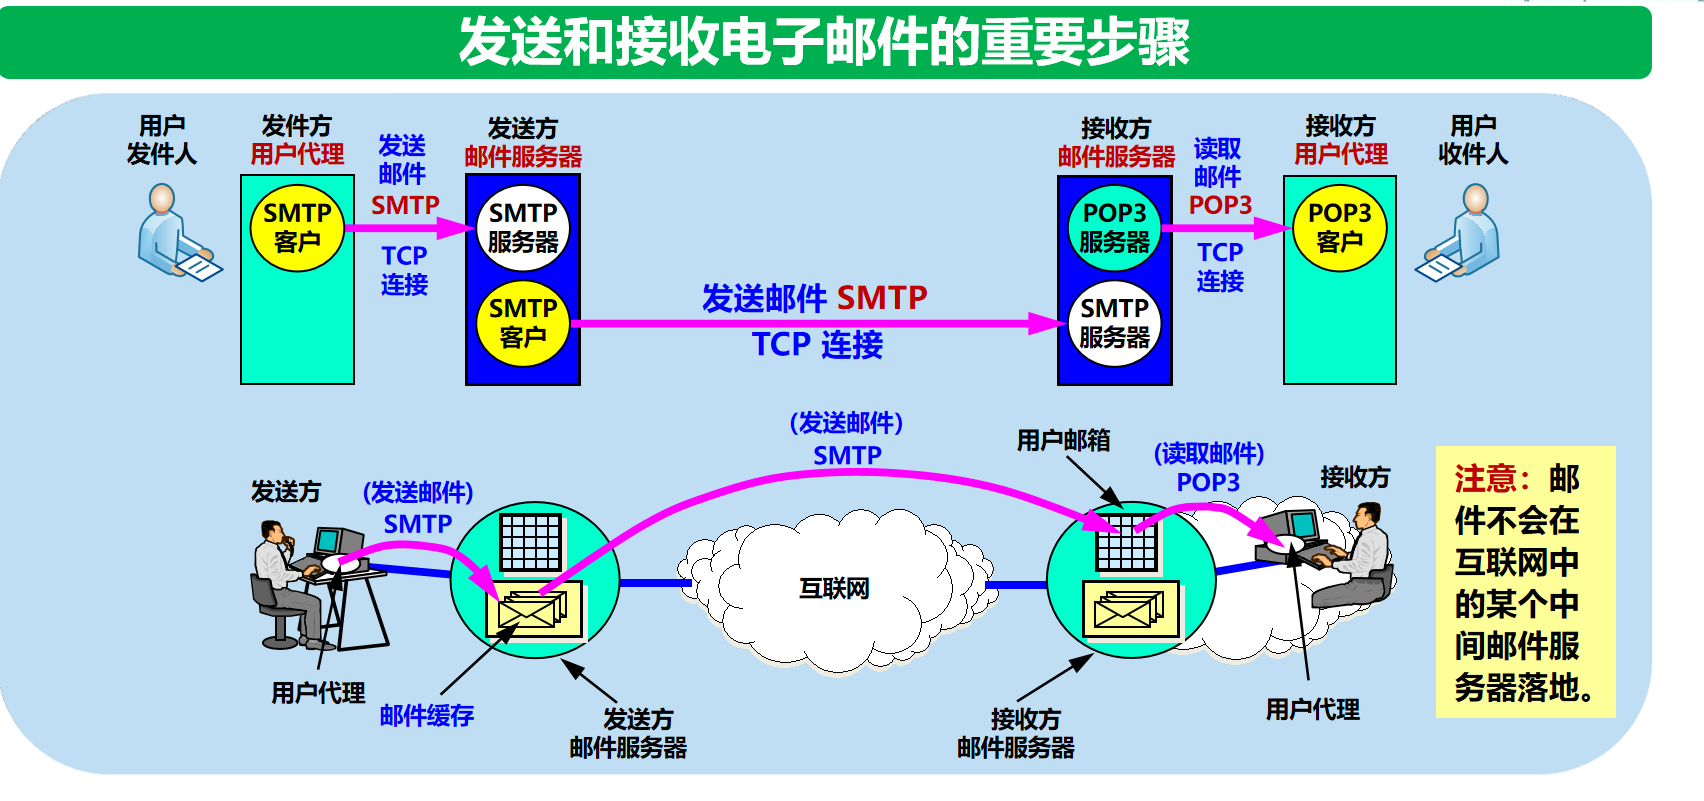 发送和接收电子邮件的重要步骤
用户
发件人
发件方
用户代理
发送
邮件
SMTP
TCP
连接
发送方
邮件服务器
接收方
邮件服务器
读取
邮件
POP3
TCP
连接
接收方
用户代理
用户
收件人
SMTP
客户
SMTP
服务器
SMTP
客户
发送邮件 SMTP
TCP 连接
POP3
服务器
SMTP
服务器
POP3
客户
(发送邮件)
SMTP
用户邮箱
(读取邮件)
POP3
接收方
发送方
(发送邮件)
SMTP
互联网
用户代理
邮件缓存
发送方
邮件服务器
接收方
邮件服务器
用户代理
注意：邮
件不会在
互联网中
的某个中
间邮件服
务器落地。